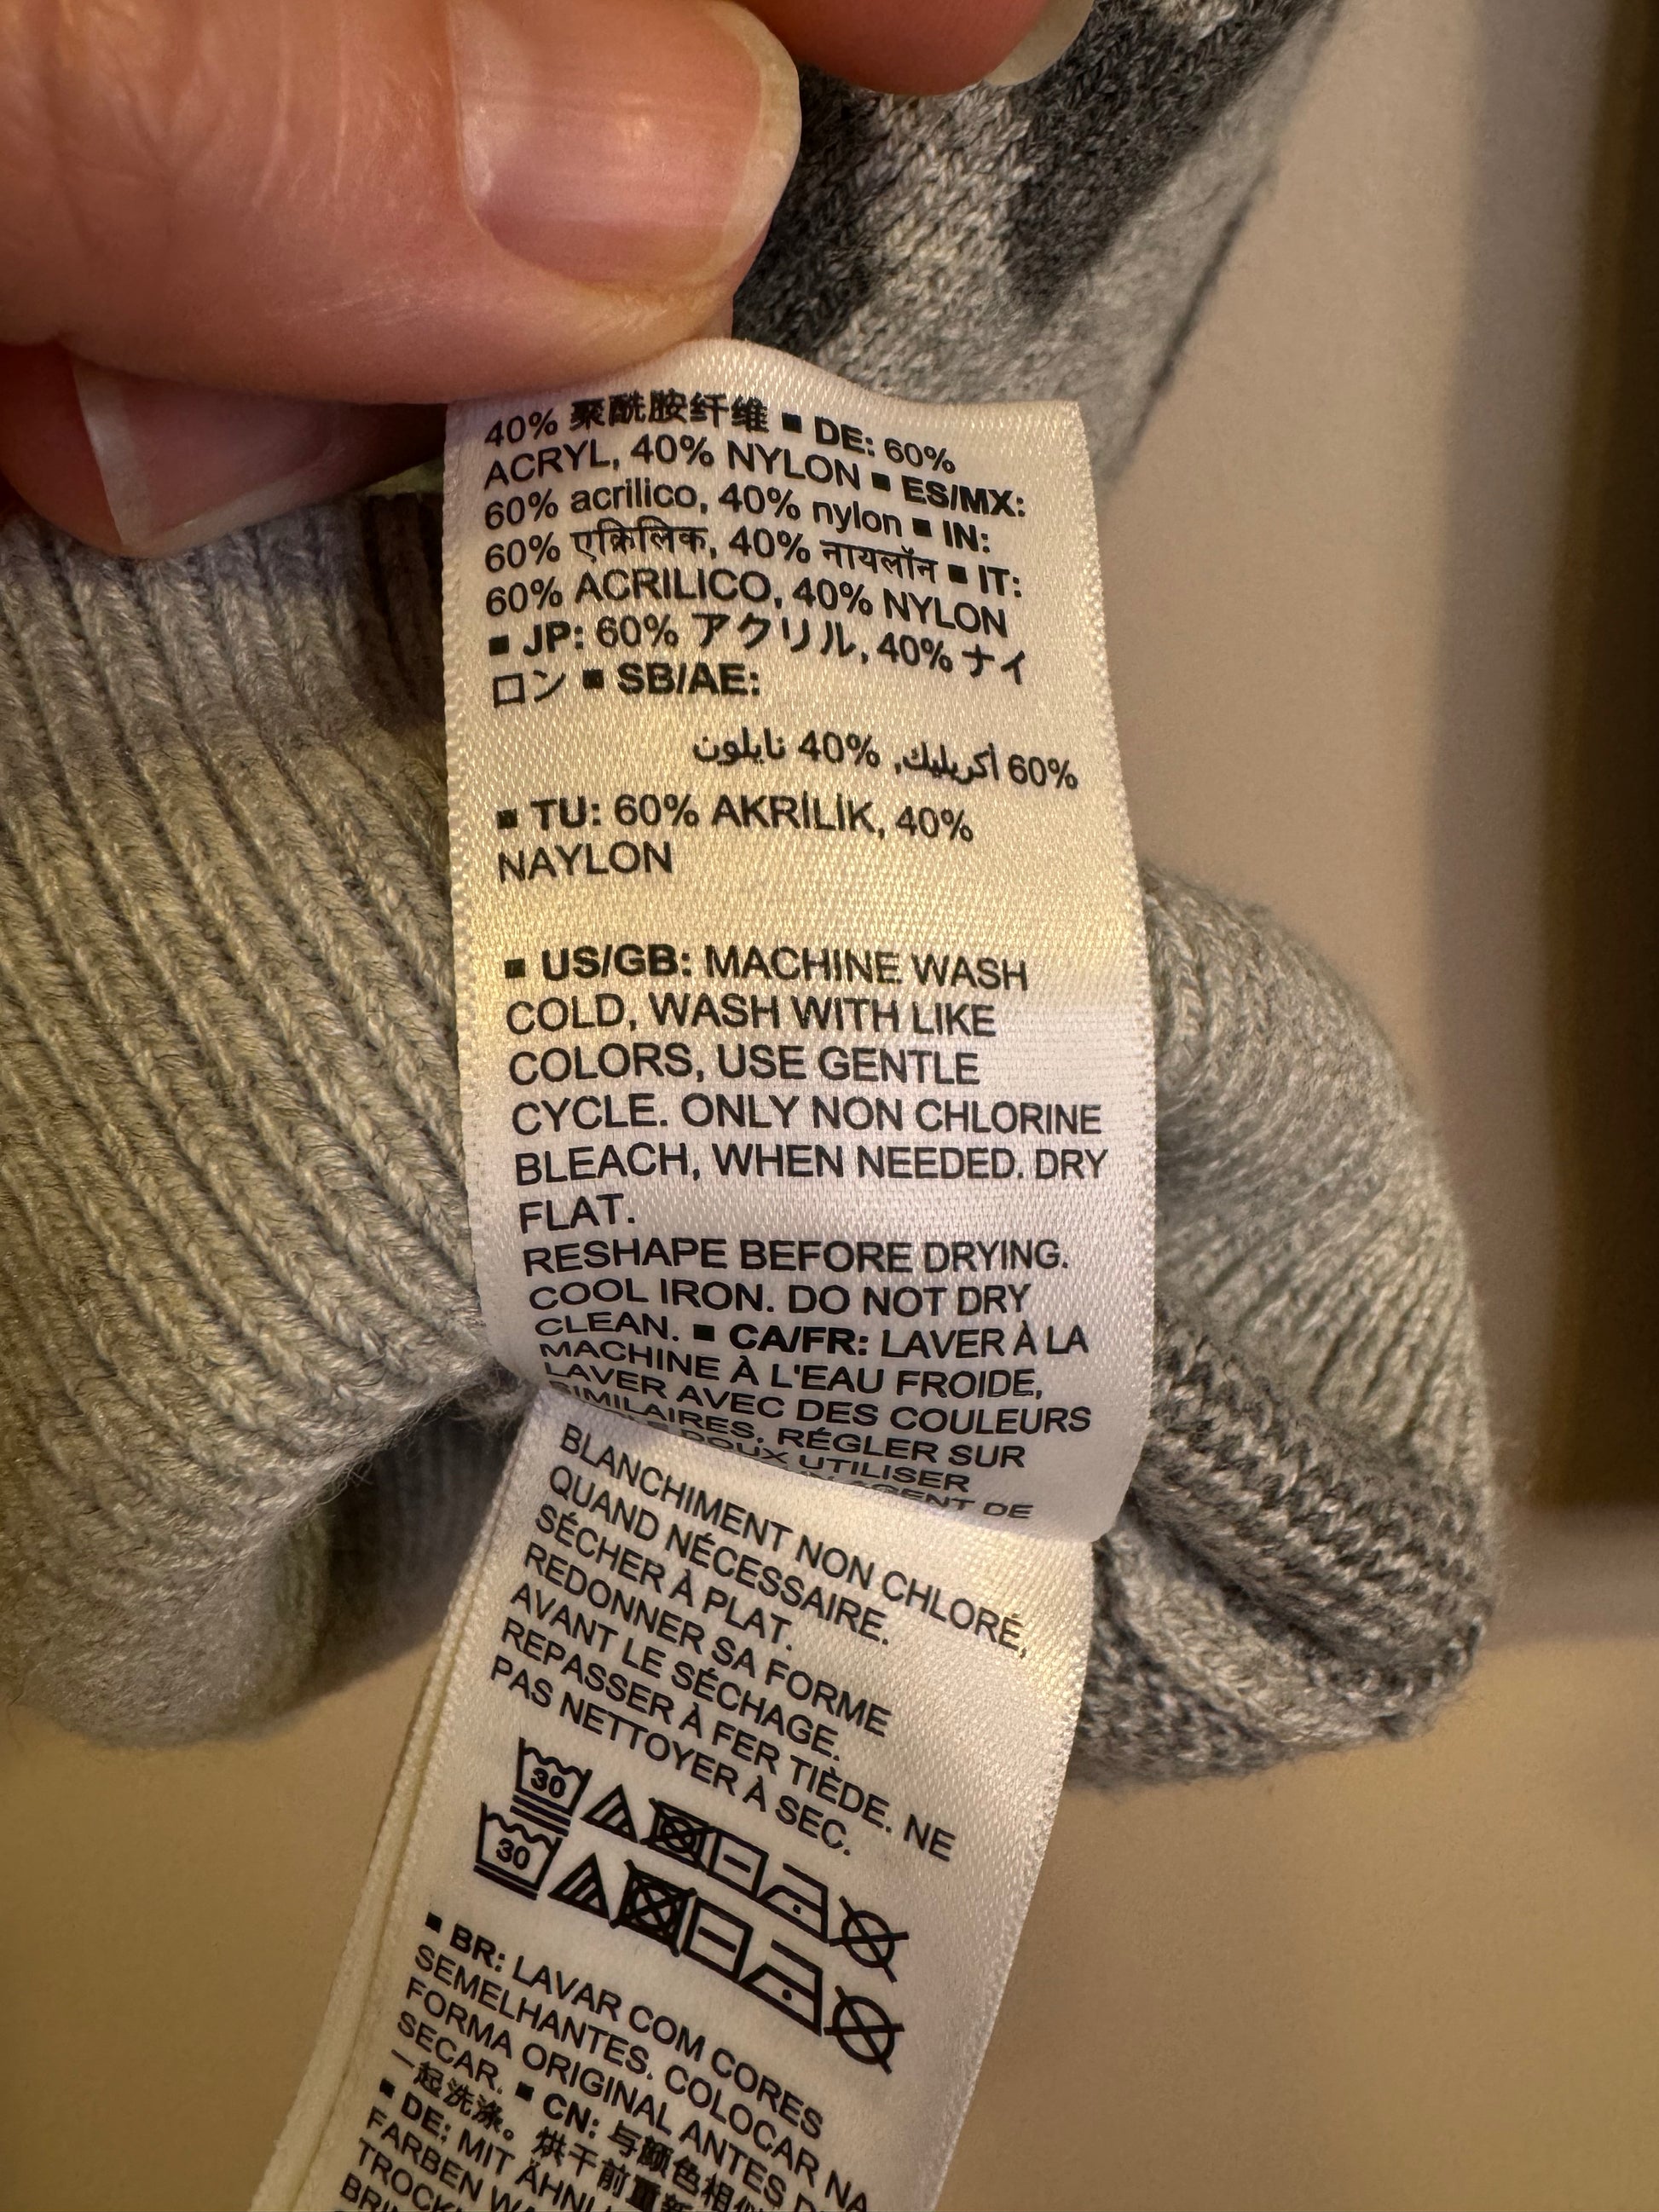 40% 聚酰胺纤维 ■ DE: 60%
ACRYL, 40% NYLON ■ ES/MX:
60% acrilico, 40% nylon ■ IN:
60% एक्रिलिक, 40% नायलॉन ■ IT:
60% ACRILICO, 40% NYLON
■ JP: 60% アクリル, 40% ナイ
ロン ■ SB/AE:
60% أكريليك, 40% نايلون
■ TU: 60% AKRİLİK, 40%
NAYLON
■ US/GB: MACHINE WASH
COLD, WASH WITH LIKE
COLORS, USE GENTLE
CYCLE. ONLY NON CHLORINE
BLEACH, WHEN NEEDED. DRY
FLAT.
RESHAPE BEFORE DRYING.
COOL IRON. DO NOT DRY
CLEAN. ■ CA/FR: LAVER À LA
MACHINE À L'EAU FROIDE,
LAVER AVEC DES COULEURS
SIMILAIRES, RÉGLER SUR
DOUX UTILISER
AGENT DE
BLANCHIMENT NON CHLORÉ,
QUAND NÉCESSAIRE.
SÉCHER À PLAT.
REDONNER SA FORME
AVANT LE SÉCHAGE.
REPASSER À FER TIÈDE. NE
PAS NETTOYER À SEC.
30
30
■ BR: LAVAR COM CORES
SEMELHANTES. COLOCAR NA
FORMA ORIGINAL ANTES
SECAR. ■ CN: 与颜色相
一起洗涤。烘干前重
■ DE: MIT ÄHNL
FARBEN